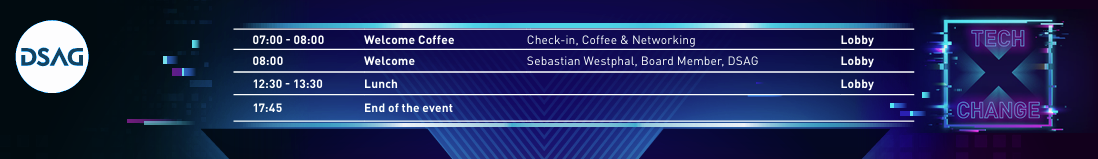 DSAG
07:00 - 08:00 Welcome Coffee Check-in, Coffee & Networking Lobby
08:00 Welcome Sebastian Westphal, Board Member, DSAG Lobby
12:30 - 13:30 Lunch Lobby
17:45 End of the event
TECH
X
CHANGE